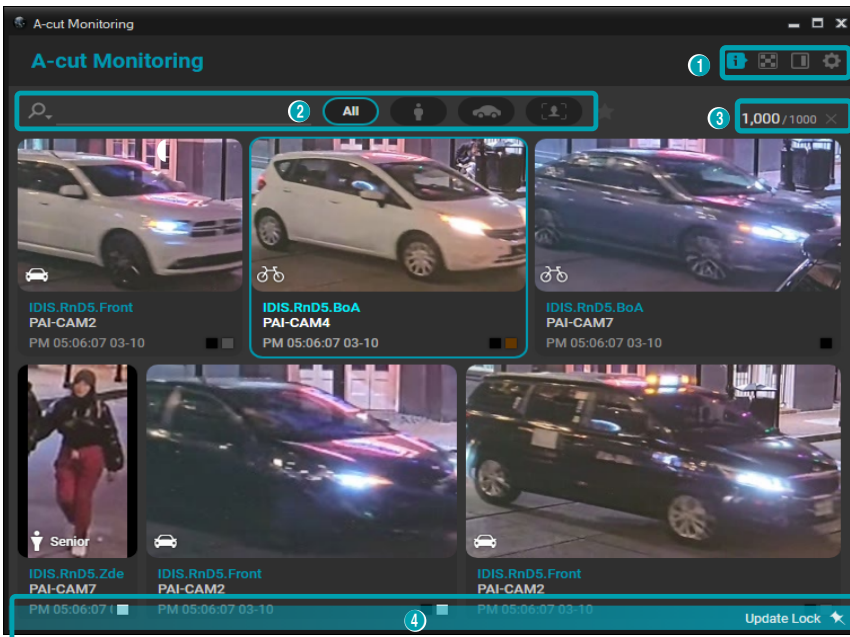 A-cut Monitoring
A-cut Monitoring
1
2
All
3
1,000 / 1000
IDIS.RnD5.Front
PAI-CAM2
PM 05:06:07 03-10
IDIS.RnD5.BoA
PAI-CAM4
PM 05:06:07 03-10
IDIS.RnD5.BoA
PAI-CAM7
PM 05:06:07 03-10
Senior
IDIS.RnD5.Zde
PAI-CAM7
PM 05:06:07
IDIS.RnD5.Front
PAI-CAM2
PM 05:06:07 03-10
IDIS.RnD5.Front
PAI-CAM2
PM 05:06:07 03-10
4
Update Lock